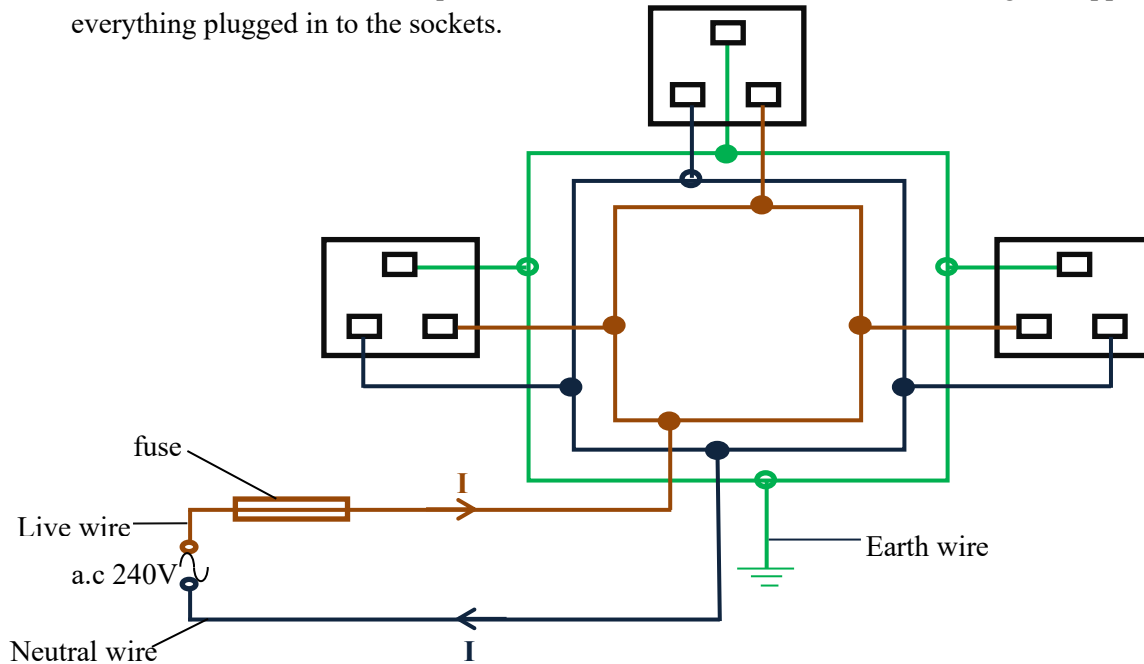 everything plugged in to the sockets.
fuse
I
Live wire
Earth wire
a.c 240V
Neutral wire
I